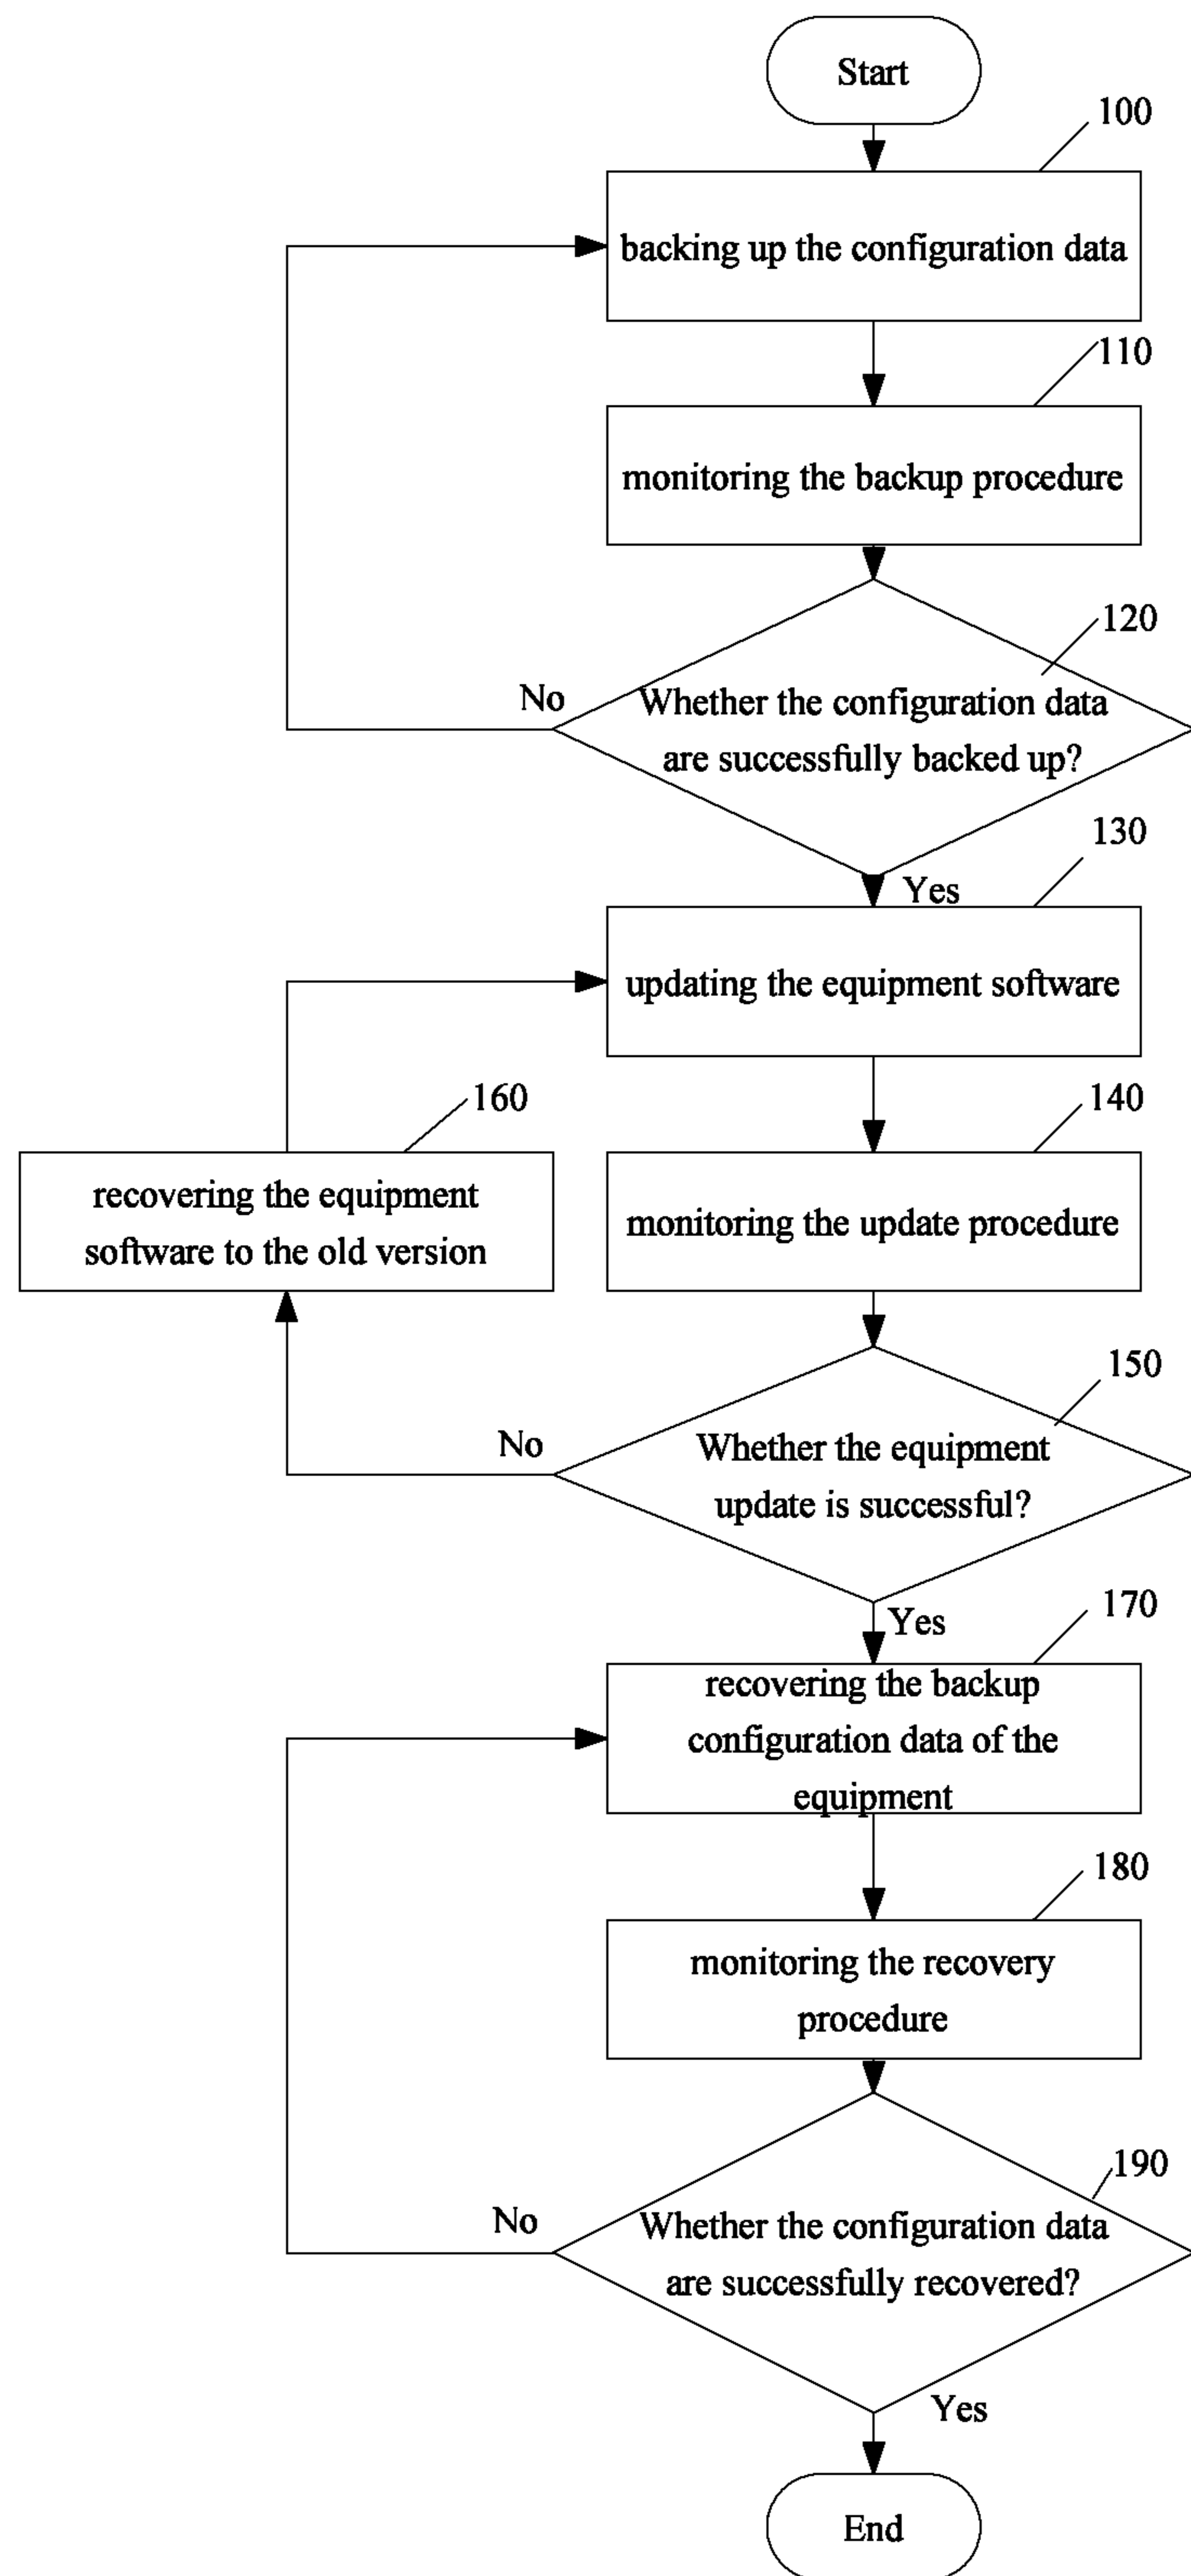 Start
100
backing up the configuration data
110
monitoring the backup procedure
120
No
Whether the configuration data
are successfully backed up?
130
Yes
updating the equipment software
160
140
recovering the equipment
software to the old version
monitoring the update procedure
150
No
Whether the equipment
update is successful?
170
Yes
recovering the backup
configuration data of the
equipment
180
monitoring the recovery
procedure
190
No
Whether the configuration data
are successfully recovered?
Yes
End